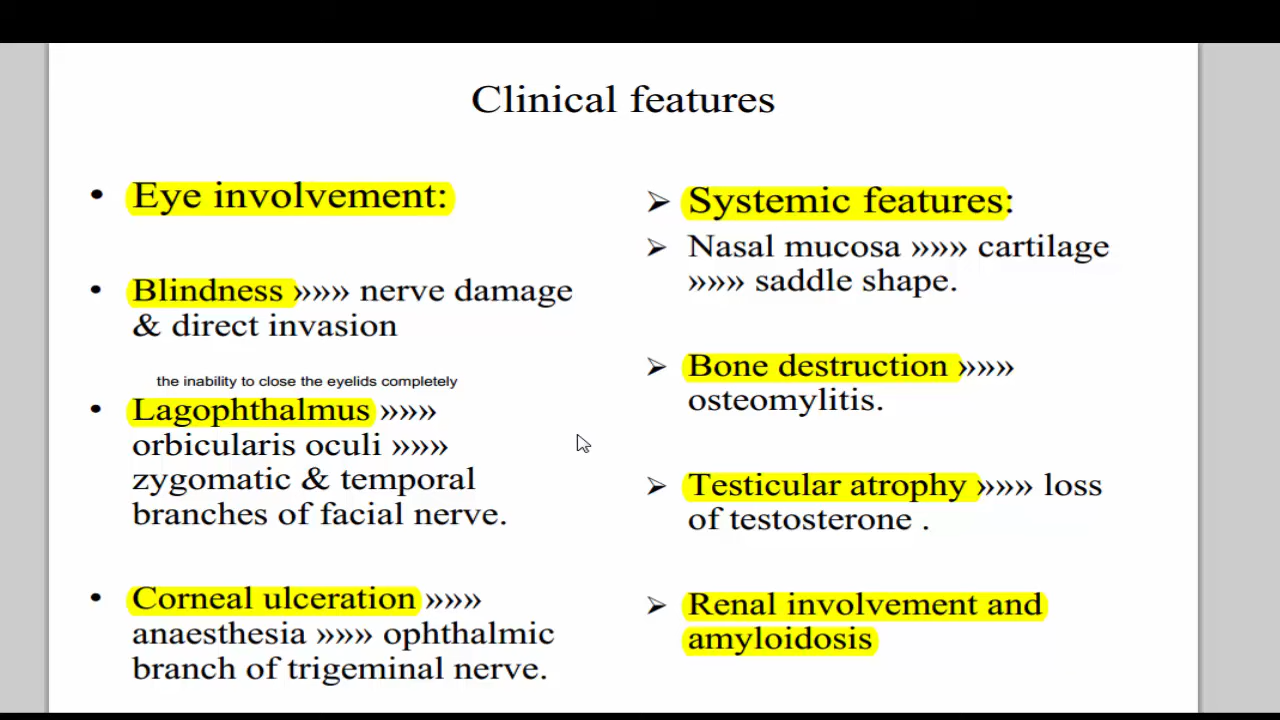 Clinical features
• Eye involvement:
• Blindness »»» nerve damage
& direct invasion
the inability to close the eyelids completely
• Lagophthalmus »»»
orbicularis oculi »»»
zygomatic & temporal
branches of facial nerve.
• Corneal ulceration »»»
anaesthesia »»» ophthalmic
branch of trigeminal nerve.
➢ Systemic features:
➢ Nasal mucosa »»» cartilage
»»» saddle shape.
➢ Bone destruction »»»
osteomylitis.
➢ Testicular atrophy »»» loss
of testosterone .
➢ Renal involvement and
amyloidosis